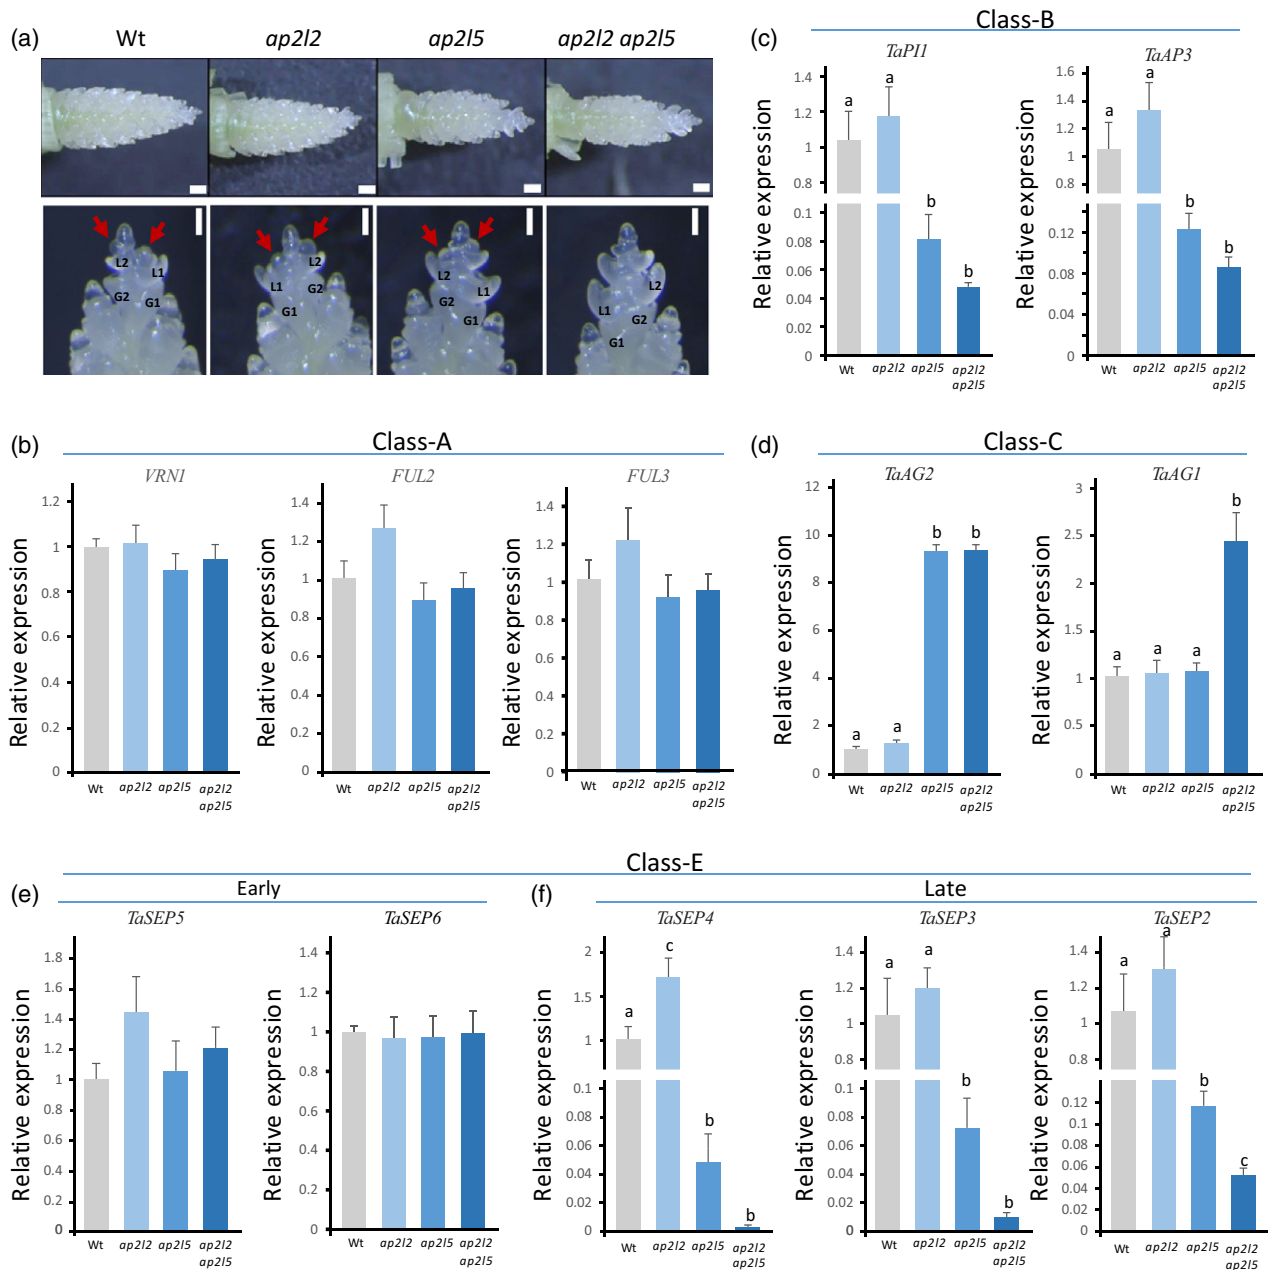 (a)
Wt
ap2l2
ap2l5
ap2l2 ap2l5
L2
L1
G2
G1
L2
L1
G2
G1
L2
L1
G2
G1
L1
L2
G2
G1
(c)
Class-B
TaPI1
Relative expression
1.4
1.2
1
0.8
0.1
0.08
0.06
0.04
0.02
0
a
a
b
b
Wt
ap2l2
ap2l5
ap2l2
ap2l5
TaAP3
Relative expression
1.6
1.4
1.2
1
0.8
0.12
0.08
0.04
0
a
a
b
b
Wt
ap2l2
ap2l5
ap2l2
ap2l5
(b)
Class-A
VRN1
Relative expression
1.2
1
0.8
0.6
0.4
0.2
0
Wt
ap2l2
ap2l5
ap2l2
ap2l5
FUL2
Relative expression
1.4
1.2
1
0.8
0.6
0.4
0.2
0
Wt
ap2l2
ap2l5
ap2l2
ap2l5
FUL3
Relative expression
1.4
1.2
1
0.8
0.6
0.4
0.2
0
Wt
ap2l2
ap2l5
ap2l2
ap2l5
(d)
Class-C
TaAG2
Relative expression
12
10
8
6
4
2
0
a
a
b
b
Wt
ap2l2
ap2l5
ap2l2
ap2l5
TaAG1
Relative expression
3
2.5
2
1.5
1
0.5
0
a
a
a
b
Wt
ap2l2
ap2l5
ap2l2
ap2l5
Class-E
(e)
Early
TaSEP5
Relative expression
1.8
1.6
1.4
1.2
1
0.8
0.6
0.4
0.2
0
Wt
ap2l2
ap2l5
ap2l2
ap2l5
TaSEP6
Relative expression
1.4
1.2
1
0.8
0.6
0.4
0.2
0
Wt
ap2l2
ap2l5
ap2l2
ap2l5
(f)
Late
TaSEP4
Relative expression
2
1.5
1
0.1
0.08
0.06
0.04
0.02
0
a
c
b
b
Wt
ap2l2
ap2l5
ap2l2
ap2l5
TaSEP3
Relative expression
1.4
1.2
1
0.8
0.1
0.08
0.06
0.04
0.02
0
a
a
b
b
Wt
ap2l2
ap2l5
ap2l2
ap2l5
TaSEP2
Relative expression
1.4
1.2
1
0.8
0.12
0.1
0.08
0.06
0.04
0.02
0
a
a
b
c
Wt
ap2l2
ap2l5
ap2l2
ap2l5